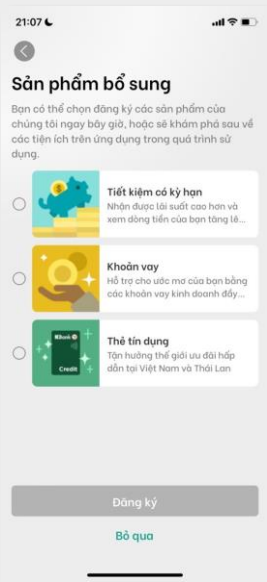 21:07
Sản phẩm bổ sung
Bạn có thể chọn đăng ký các sản phẩm của
chúng tôi ngay bây giờ, hoặc sẽ khám phá sau về
các tiện ích trên ứng dụng trong quá trình sử
dụng.
Tiết kiệm có kỳ hạn
Nhận được lãi suất cao hơn và
xem dòng tiền của bạn tăng lê...
Khoản vay
Hỗ trợ cho ước mơ của bạn bằng
các khoản vay kinh doanh đầy...
KBank
Credit
Thẻ tín dụng
Tận hưởng thế giới ưu đãi hấp
dẫn tại Việt Nam và Thái Lan
Đăng ký
Bỏ qua